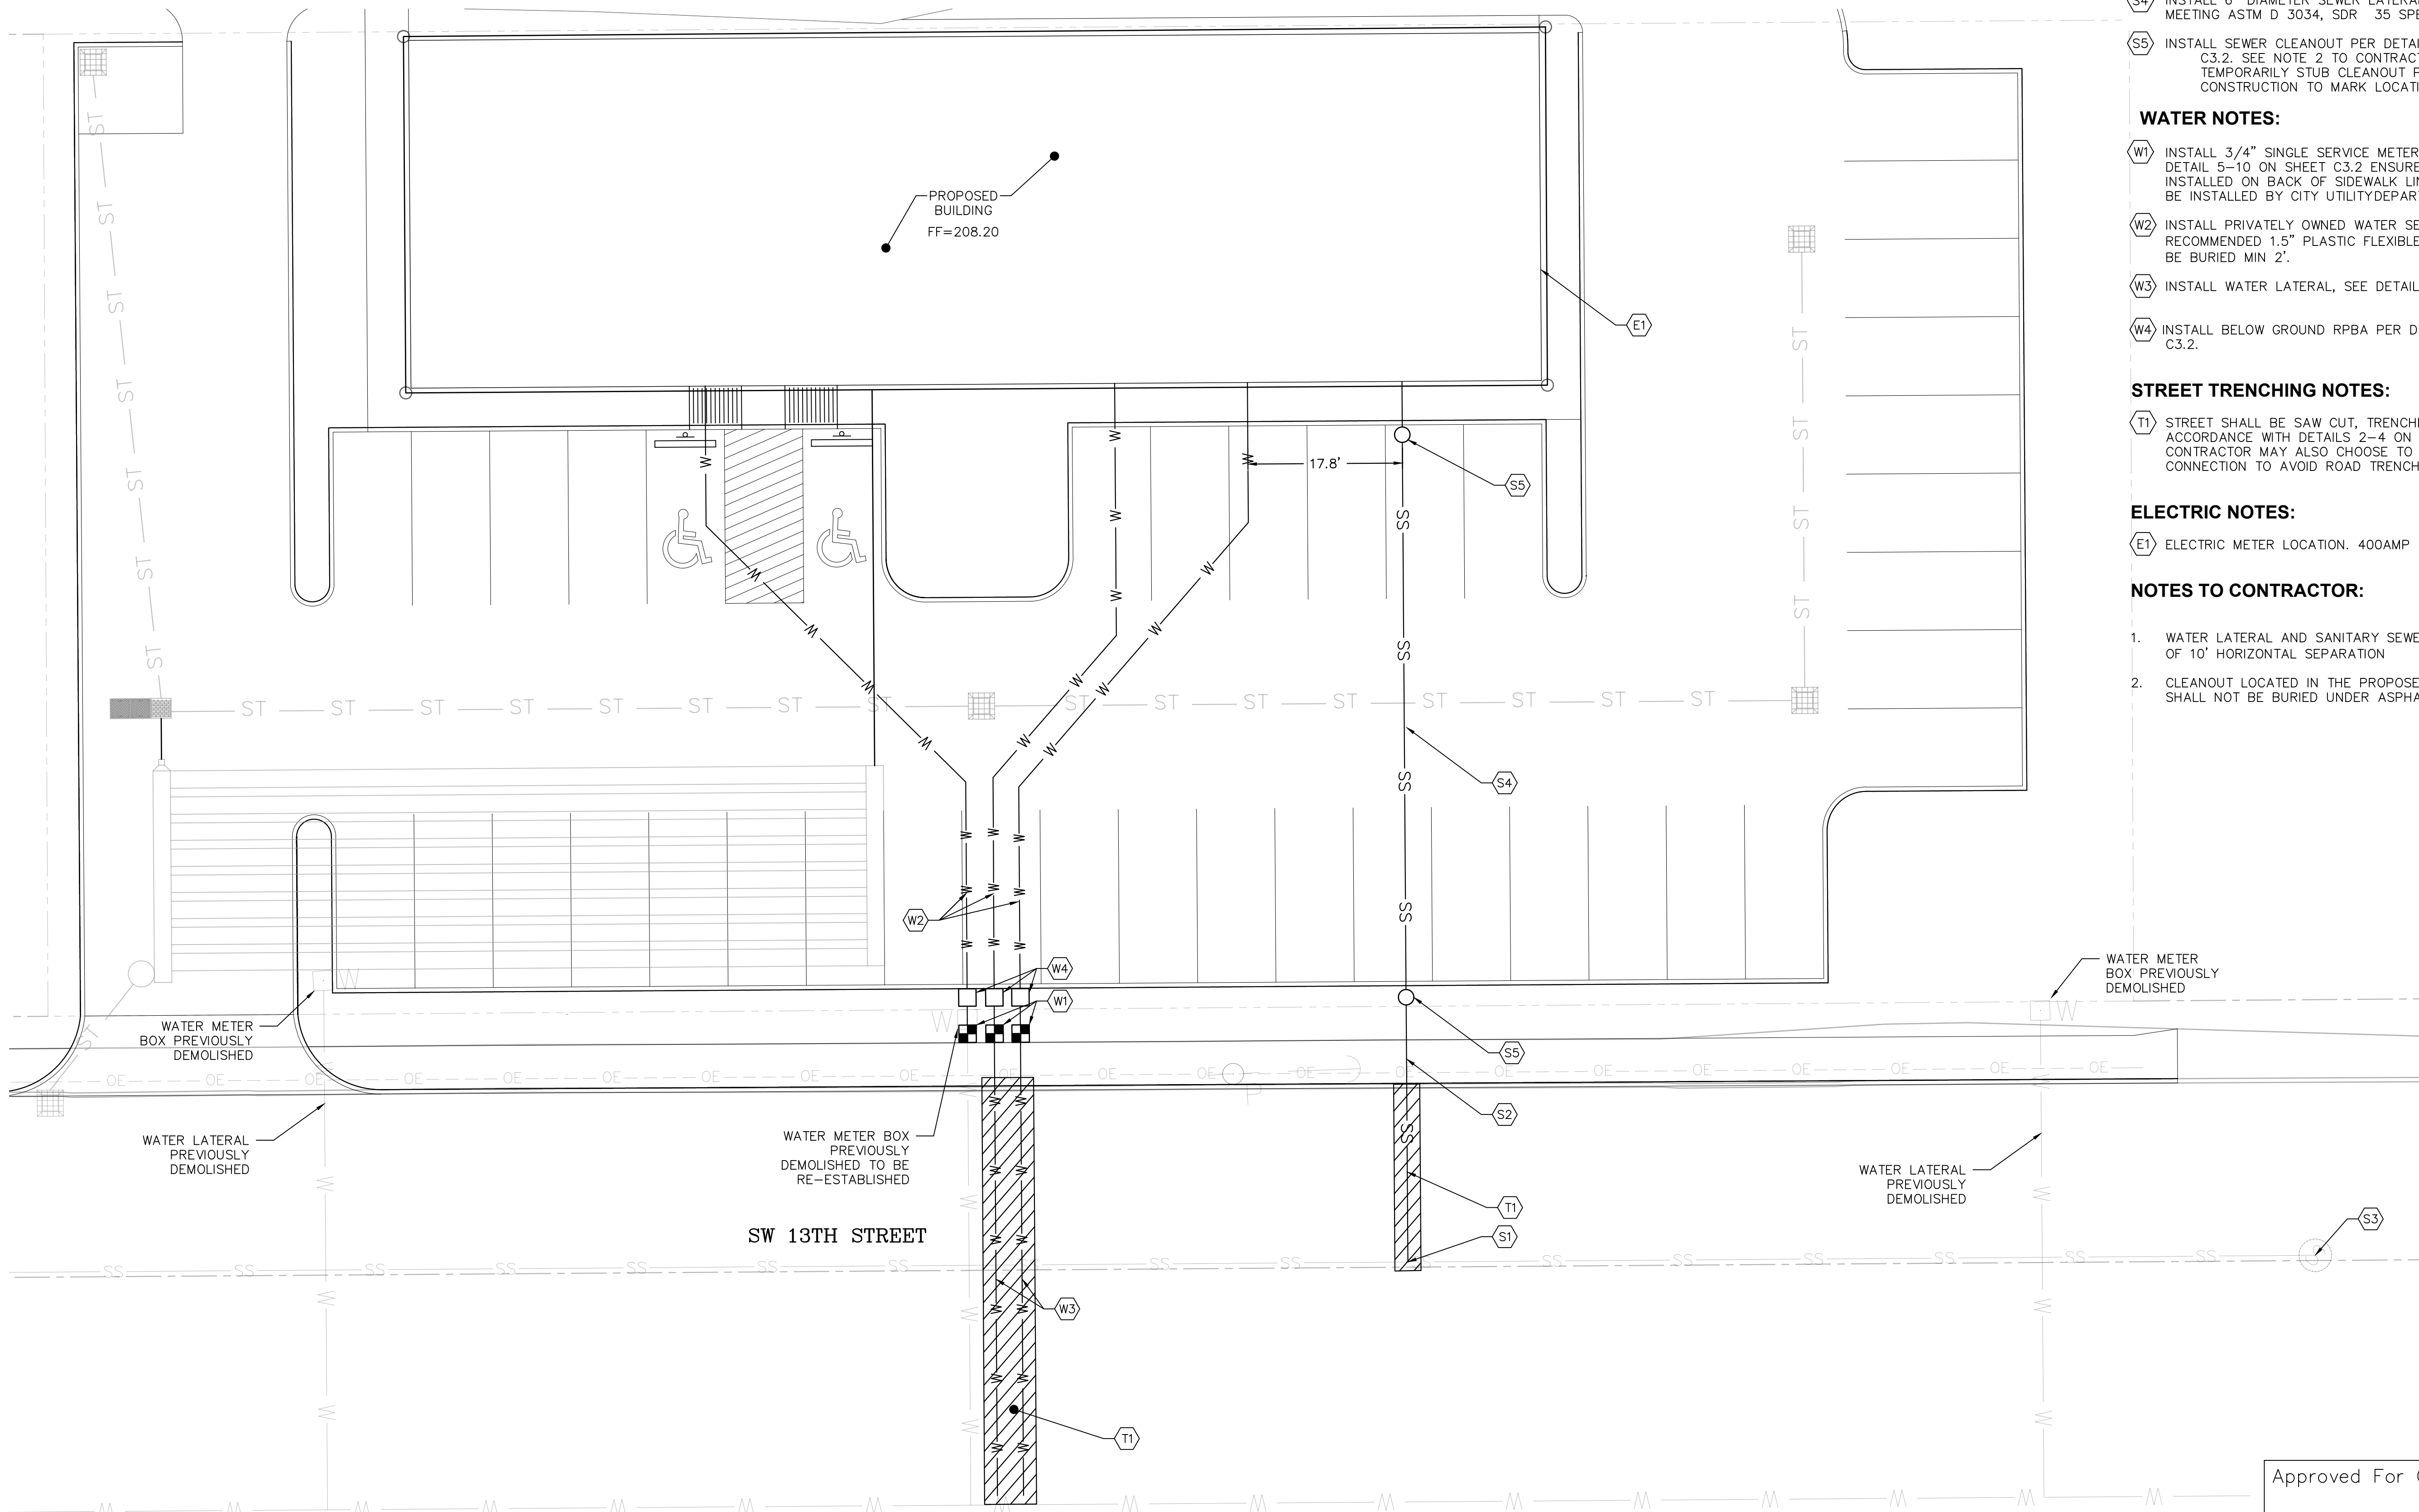 PROPOSED
BUILDING
FF=208.20
E1
17.8'
S5
S4
W2
W4
W1
S5
S2
T1
S1
W3
T1
S3
WATER METER
BOX PREVIOUSLY
DEMOLISHED
WATER LATERAL
PREVIOUSLY
DEMOLISHED
WATER METER BOX
PREVIOUSLY
DEMOLISHED TO BE
RE-ESTABLISHED
SW 13TH STREET
WATER LATERAL
PREVIOUSLY
DEMOLISHED
WATER METER
BOX PREVIOUSLY
DEMOLISHED
S4 INSTALL 6" DIAMETER SEWER LATERAL
MEETING ASTM D 3034, SDR 35
S5 INSTALL SEWER CLEANOUT PER
C3.2. SEE NOTE 2 TO
TEMPORARILY STUB CLEANOUT
CONSTRUCTION TO MARK
WATER NOTES:
W1 INSTALL 3/4" SINGLE SERVICE METER
DETAIL 5-10 ON SHEET C3.2 ENSURE
INSTALLED ON BACK OF SIDEWALK
BE INSTALLED BY CITY UTILITYDEPAR
W2 INSTALL PRIVATELY OWNED WATER SE
RECOMMENDED 1.5" PLASTIC FLEXIBLE
BE BURIED MIN 2'.
W3 INSTALL WATER LATERAL, SEE DETAIL
W4 INSTALL BELOW GROUND RPBA PER D
C3.2.
STREET TRENCHING NOTES:
T1 STREET SHALL BE SAW CUT, TRENCH
ACCORDANCE WITH DETAILS 2-4 ON
CONTRACTOR MAY ALSO CHOOSE TO
CONNECTION TO AVOID ROAD TRENCH
ELECTRIC NOTES:
E1 ELECTRIC METER LOCATION. 400AMP
NOTES TO CONTRACTOR:
1. WATER LATERAL AND SANITARY SEWE
OF 10' HORIZONTAL SEPARATION
2. CLEANOUT LOCATED IN THE PROPOSE
SHALL NOT BE BURIED UNDER ASPHA
Approved For